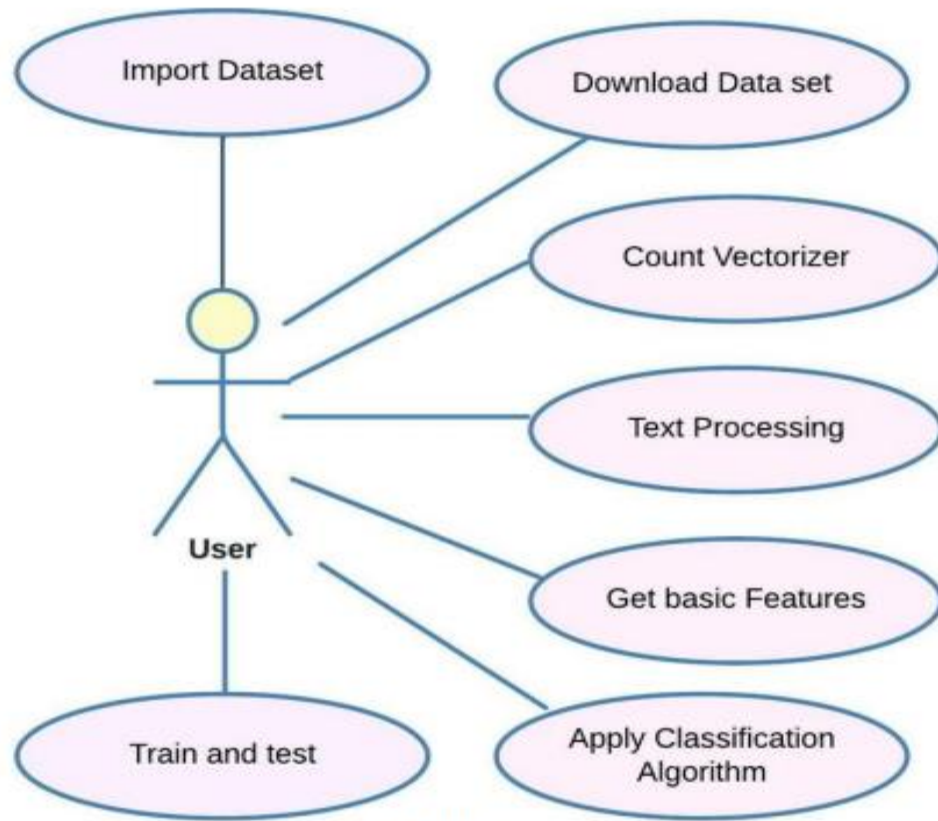 Import Dataset
Download Data set
Count Vectorizer
Text Processing
User
Get basic Features
Train and test
Apply Classification
Algorithm